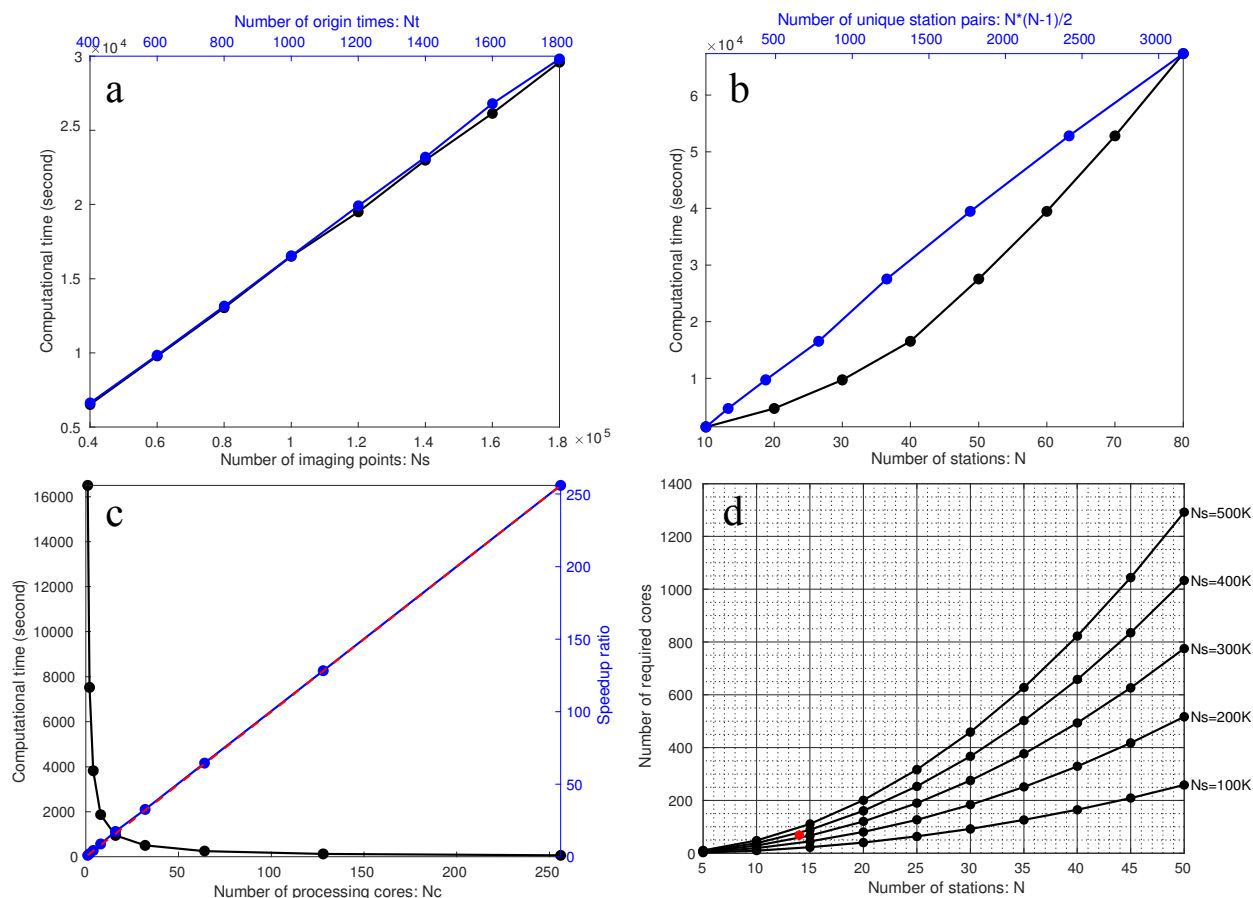 Number of origin times: Nt
400 600 800 1000 1200 1400 1600 1800
×10^4
3
2.5
2
1.5
1
0.5
Computational time (second)
a
0.4 0.6 0.8 1 1.2 1.4 1.6 1.8
×10^5
Number of imaging points: Ns
Number of unique station pairs: N*(N-1)/2
500 1000 1500 2000 2500 3000
×10^4
6
5
4
3
2
1
Computational time (second)
b
10 20 30 40 50 60 70 80
Number of stations: N
16000
14000
12000
10000
8000
6000
4000
2000
0
Computational time (second)
c
250
200
150
100
50
0
Speedup ratio
0 50 100 150 200 250
Number of processing cores: Nc
1400
1200
1000
800
600
400
200
0
Number of required cores
d
Ns=500K
Ns=400K
Ns=300K
Ns=200K
Ns=100K
5 10 15 20 25 30 35 40 45 50
Number of stations: N